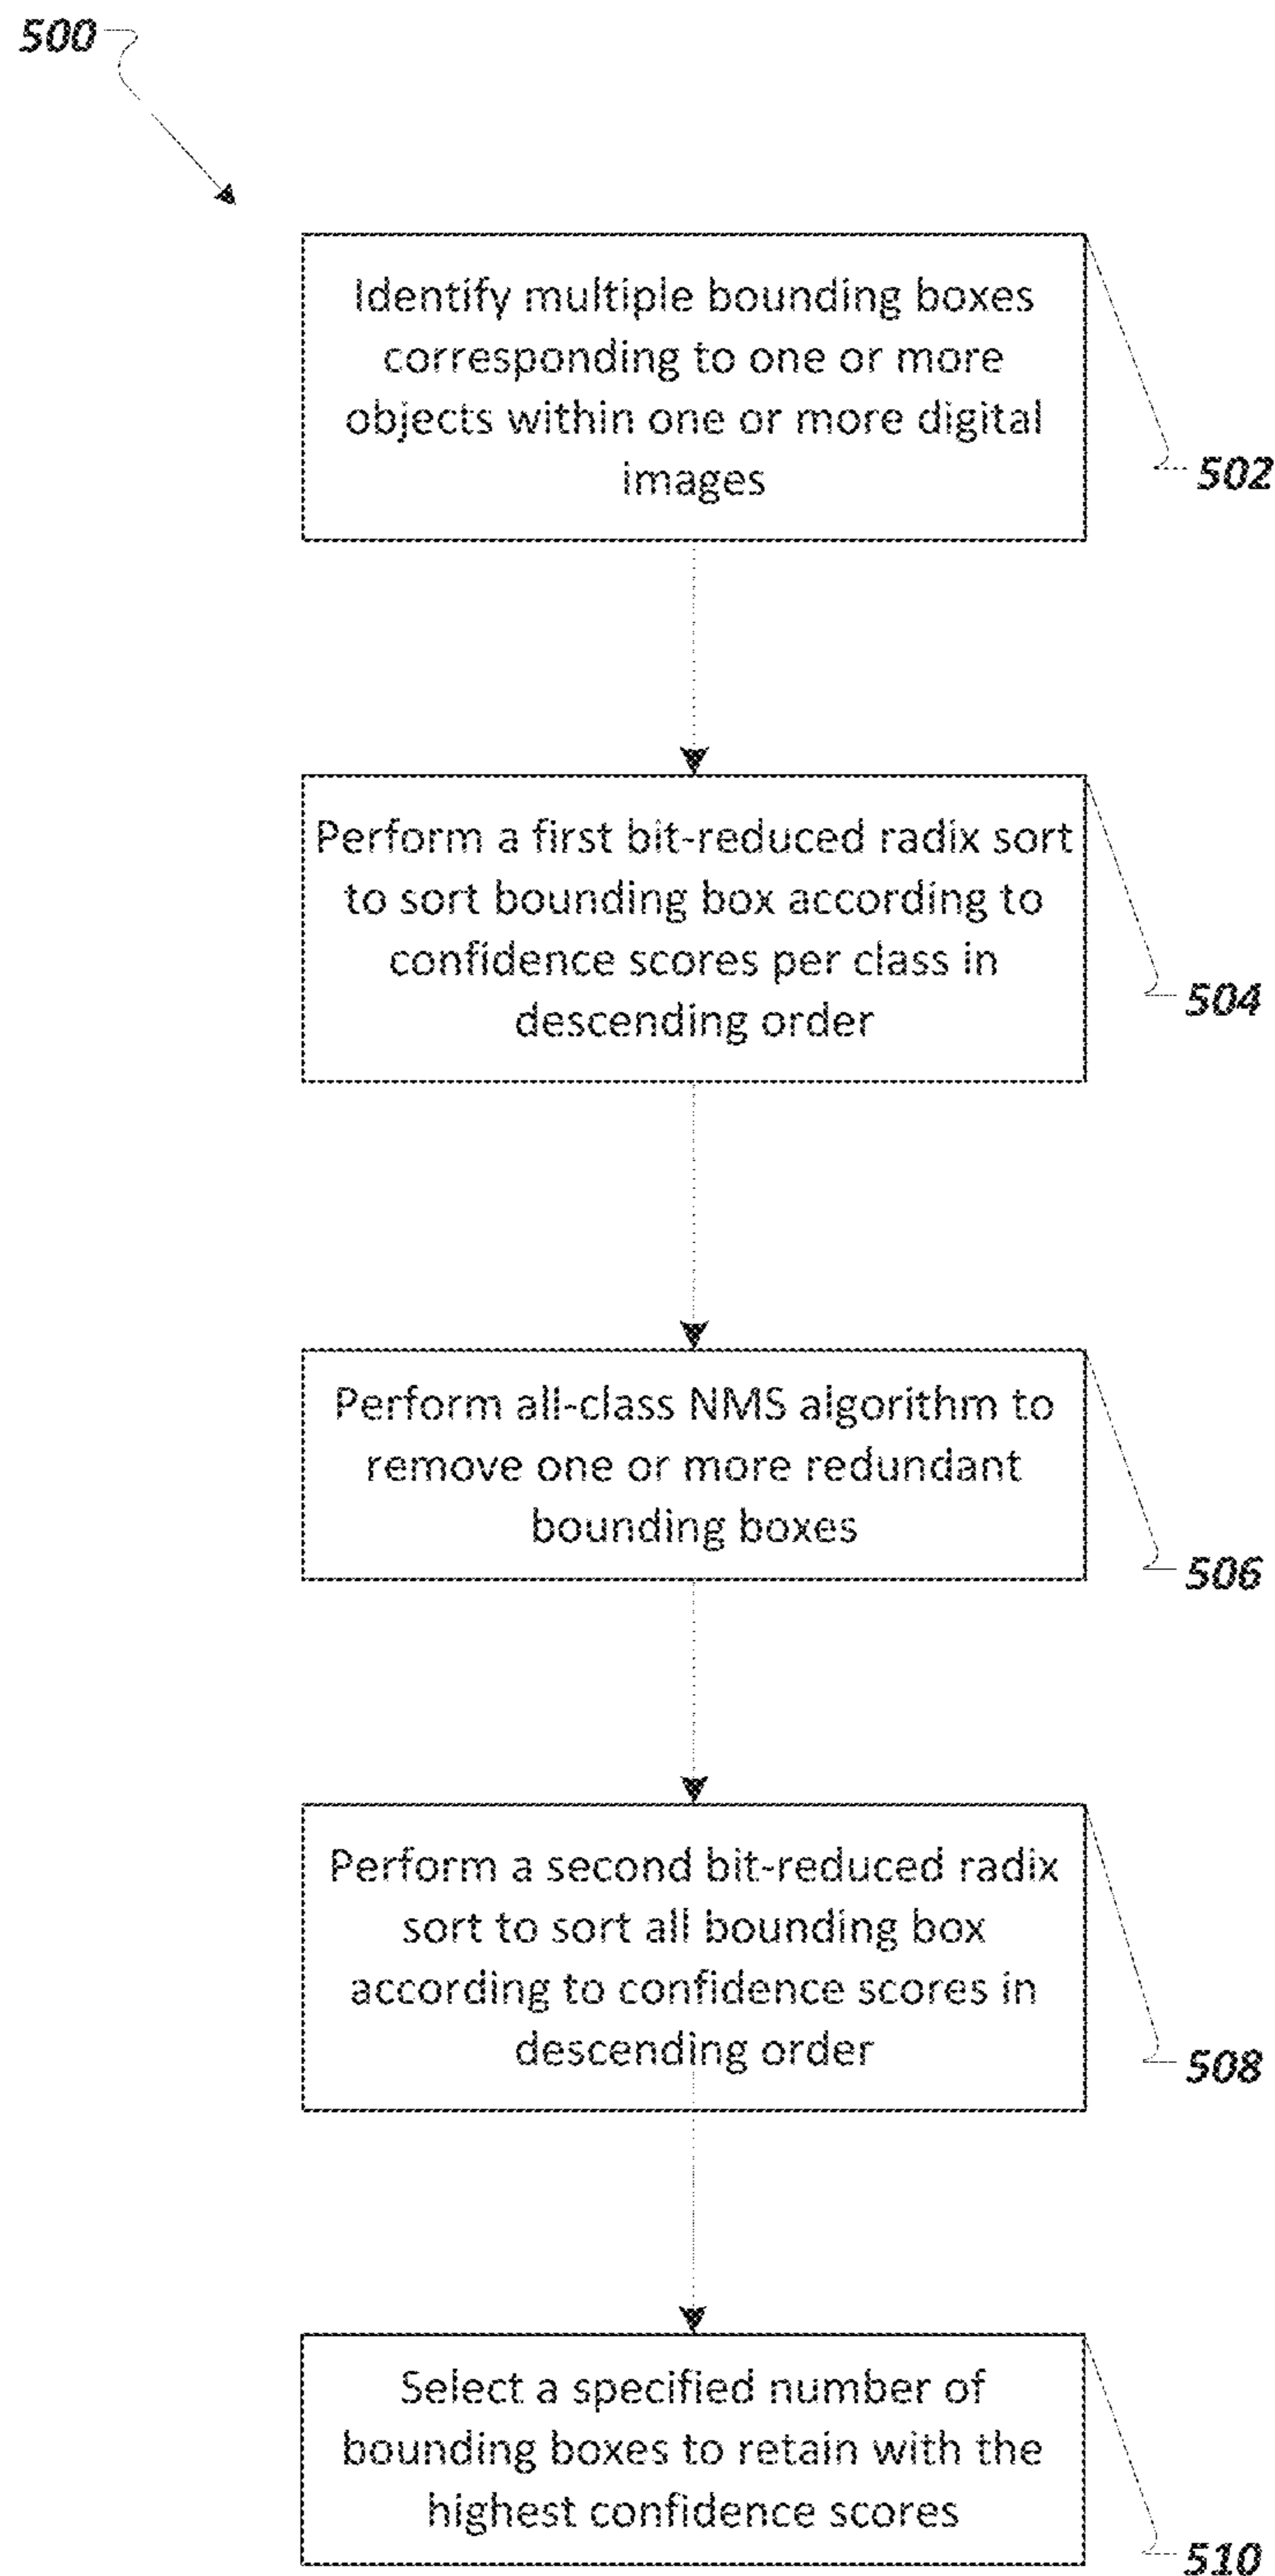 500
Identify multiple bounding boxes
corresponding to one or more
objects within one or more digital
images
502
Perform a first bit-reduced radix sort
to sort bounding box according to
confidence scores per class in
descending order
504
Perform all-class NMS algorithm to
remove one or more redundant
bounding boxes
506
Perform a second bit-reduced radix
sort to sort all bounding box
according to confidence scores in
descending order
508
Select a specified number of
bounding boxes to retain with the
highest confidence scores
510